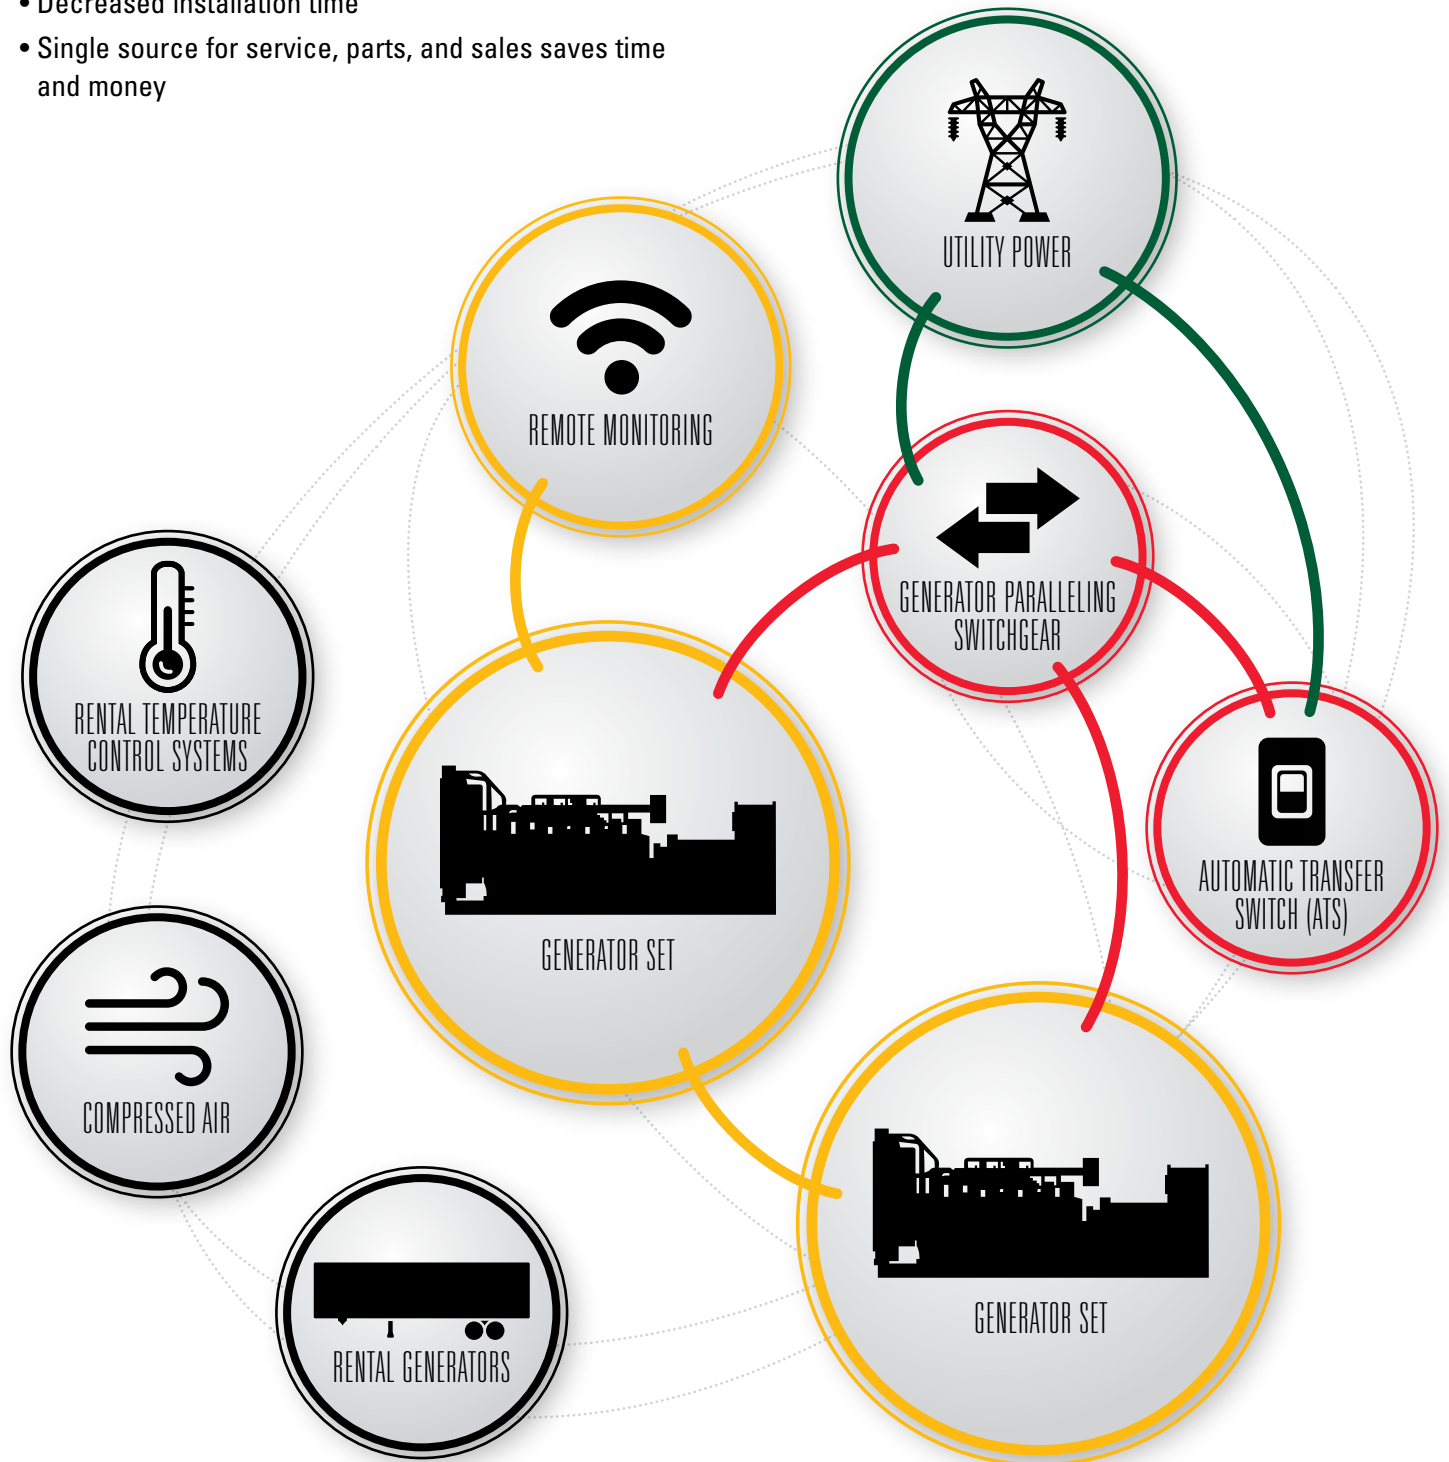 • Decreased installation time
• Single source for service, parts, and sales saves time
and money
UTILITY POWER
REMOTE MONITORING
GENERATOR PARALLELING
SWITCHGEAR
RENTAL TEMPERATURE
CONTROL SYSTEMS
AUTOMATIC TRANSFER
SWITCH (ATS)
GENERATOR SET
COMPRESSED AIR
GENERATOR SET
RENTAL GENERATORS